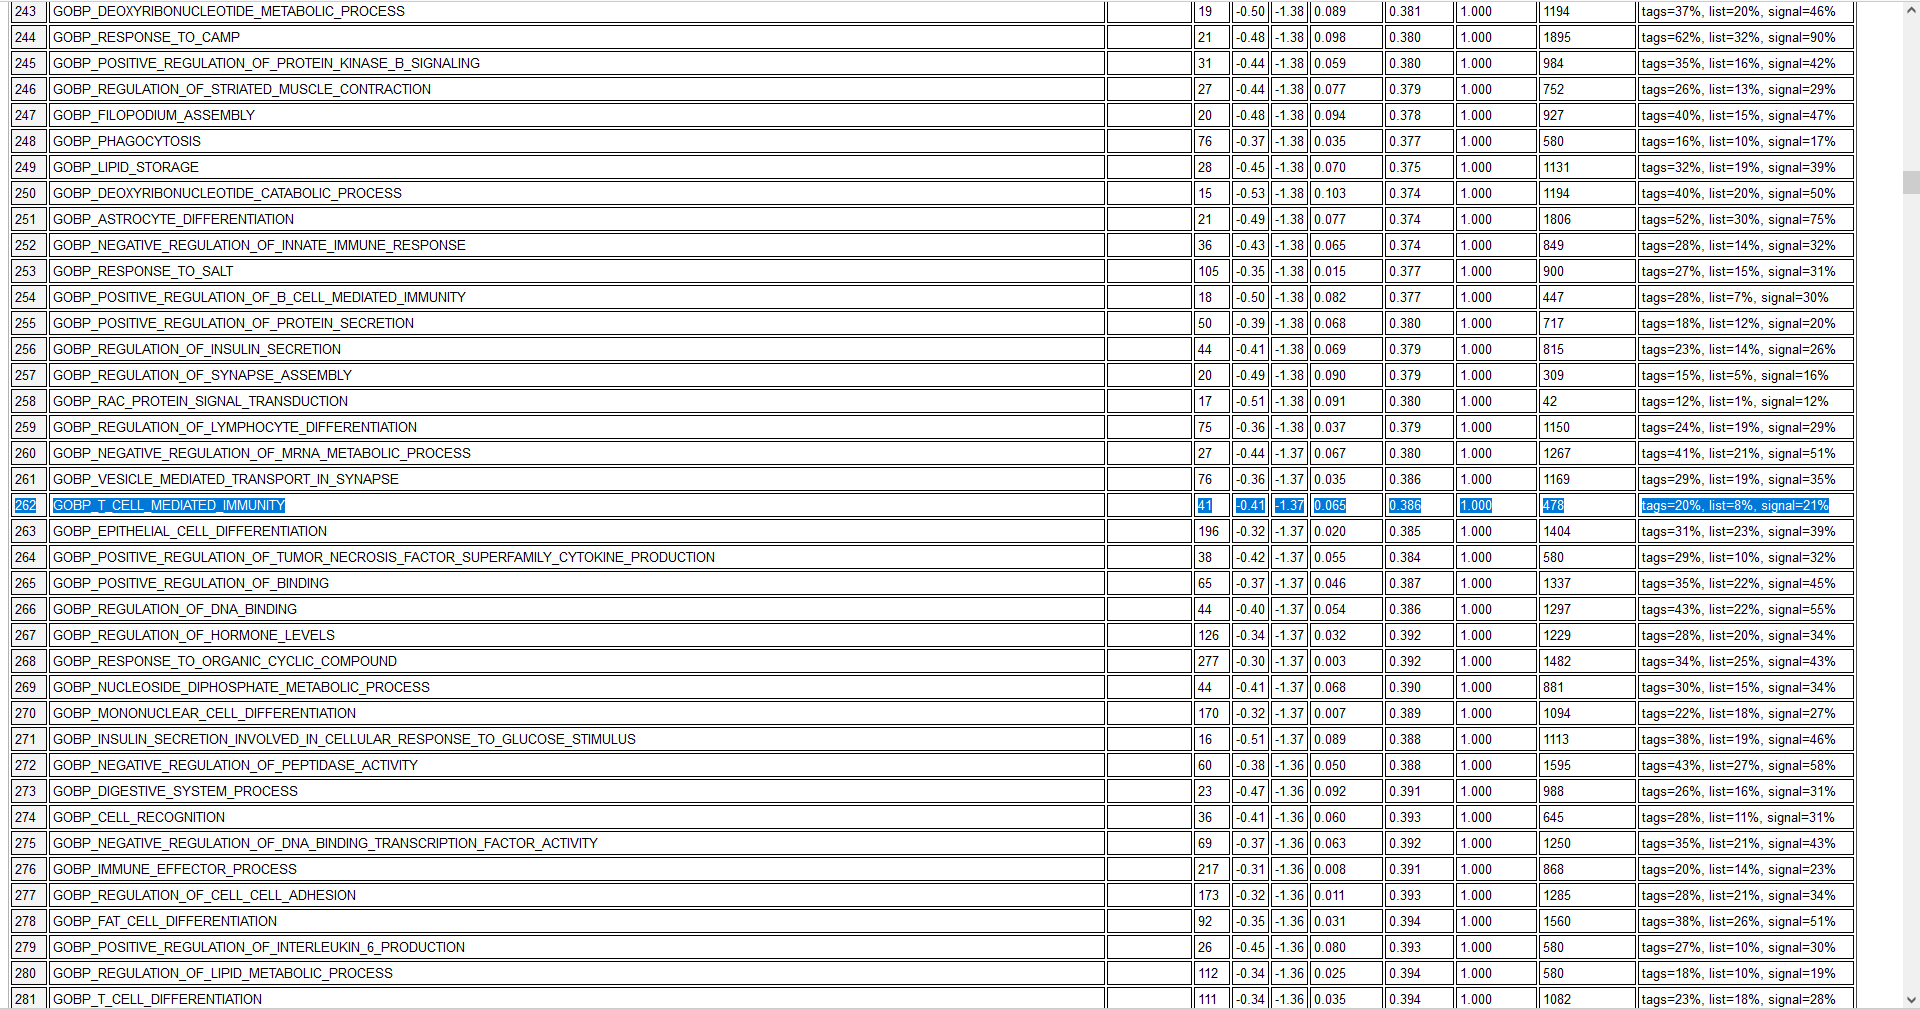 243 GOBP_DEOXYRIBONUCLEOTIDE_METABOLIC_PROCESS 19 -0.50 -1.38 0.089 0.381 1.000 1194 tags=37%, list=20%, signal=46%
244 GOBP_RESPONSE_TO_CAMP 21 -0.48 -1.38 0.098 0.380 1.000 1895 tags=62%, list=32%, signal=90%
245 GOBP_POSITIVE_REGULATION_OF_PROTEIN_KINASE_B_SIGNALING 31 -0.44 -1.38 0.059 0.380 1.000 984 tags=35%, list=16%, signal=42%
246 GOBP_REGULATION_OF_STRIATED_MUSCLE_CONTRACTION 27 -0.44 -1.38 0.077 0.379 1.000 752 tags=26%, list=13%, signal=29%
247 GOBP_FILOPODIUM_ASSEMBLY 20 -0.48 -1.38 0.094 0.378 1.000 927 tags=40%, list=15%, signal=47%
248 GOBP_PHAGOCYTOSIS 76 -0.37 -1.38 0.035 0.377 1.000 580 tags=16%, list=10%, signal=17%
249 GOBP_LIPID_STORAGE 28 -0.45 -1.38 0.070 0.375 1.000 1131 tags=32%, list=19%, signal=39%
250 GOBP_DEOXYRIBONUCLEOTIDE_CATABOLIC_PROCESS 15 -0.53 -1.38 0.103 0.374 1.000 1194 tags=40%, list=20%, signal=50%
251 GOBP_ASTROCYTE_DIFFERENTIATION 21 -0.49 -1.38 0.077 0.374 1.000 1806 tags=52%, list=30%, signal=75%
252 GOBP_NEGATIVE_REGULATION_OF_INNATE_IMMUNE_RESPONSE 36 -0.43 -1.38 0.065 0.374 1.000 849 tags=28%, list=14%, signal=32%
253 GOBP_RESPONSE_TO_SALT 105 -0.35 -1.38 0.015 0.377 1.000 900 tags=27%, list=15%, signal=31%
254 GOBP_POSITIVE_REGULATION_OF_B_CELL_MEDIATED_IMMUNITY 18 -0.50 -1.38 0.082 0.377 1.000 447 tags=28%, list=7%, signal=30%
255 GOBP_POSITIVE_REGULATION_OF_PROTEIN_SECRETION 50 -0.39 -1.38 0.068 0.380 1.000 717 tags=18%, list=12%, signal=20%
256 GOBP_REGULATION_OF_INSULIN_SECRETION 44 -0.41 -1.38 0.069 0.379 1.000 815 tags=23%, list=14%, signal=26%
257 GOBP_REGULATION_OF_SYNAPSE_ASSEMBLY 20 -0.49 -1.38 0.090 0.379 1.000 309 tags=15%, list=5%, signal=16%
258 GOBP_RAC_PROTEIN_SIGNAL_TRANSDUCTION 17 -0.51 -1.38 0.091 0.380 1.000 42 tags=12%, list=1%, signal=12%
259 GOBP_REGULATION_OF_LYMPHOCYTE_DIFFERENTIATION 75 -0.36 -1.38 0.037 0.379 1.000 1150 tags=24%, list=19%, signal=29%
260 GOBP_NEGATIVE_REGULATION_OF_MRNA_METABOLIC_PROCESS 27 -0.44 -1.37 0.067 0.380 1.000 1267 tags=41%, list=21%, signal=51%
261 GOBP_VESICLE_MEDIATED_TRANSPORT_IN_SYNAPSE 76 -0.36 -1.37 0.035 0.386 1.000 1169 tags=29%, list=19%, signal=35%
262 GOBP_T_CELL_MEDIATED_IMMUNITY 41 -0.41 -1.37 0.065 0.386 1.000 478 tags=20%, list=8%, signal=21%
263 GOBP_EPITHELIAL_CELL_DIFFERENTIATION 196 -0.32 -1.37 0.020 0.385 1.000 1404 tags=31%, list=23%, signal=39%
264 GOBP_POSITIVE_REGULATION_OF_TUMOR_NECROSIS_FACTOR_SUPERFAMILY_CYTOKINE_PRODUCTION 38 -0.42 -1.37 0.055 0.384 1.000 580 tags=29%, list=10%, signal=32%
265 GOBP_POSITIVE_REGULATION_OF_BINDING 65 -0.37 -1.37 0.046 0.387 1.000 1337 tags=35%, list=22%, signal=45%
266 GOBP_REGULATION_OF_DNA_BINDING 44 -0.40 -1.37 0.054 0.386 1.000 1297 tags=43%, list=22%, signal=55%
267 GOBP_REGULATION_OF_HORMONE_LEVELS 126 -0.34 -1.37 0.032 0.392 1.000 1229 tags=28%, list=20%, signal=34%
268 GOBP_RESPONSE_TO_ORGANIC_CYCLIC_COMPOUND 277 -0.30 -1.37 0.003 0.392 1.000 1482 tags=34%, list=25%, signal=43%
269 GOBP_NUCLEOSIDE_DIPHOSPHATE_METABOLIC_PROCESS 44 -0.41 -1.37 0.068 0.390 1.000 881 tags=30%, list=15%, signal=34%
270 GOBP_MONONUCLEAR_CELL_DIFFERENTIATION 170 -0.32 -1.37 0.007 0.389 1.000 1094 tags=22%, list=18%, signal=27%
271 GOBP_INSULIN_SECRETION_INVOLVED_IN_CELLULAR_RESPONSE_TO_GLUCOSE_STIMULUS 16 -0.51 -1.37 0.089 0.388 1.000 1113 tags=38%, list=19%, signal=46%
272 GOBP_NEGATIVE_REGULATION_OF_PEPTIDASE_ACTIVITY 60 -0.38 -1.36 0.050 0.388 1.000 1595 tags=43%, list=27%, signal=58%
273 GOBP_DIGESTIVE_SYSTEM_PROCESS 23 -0.47 -1.36 0.092 0.391 1.000 988 tags=26%, list=16%, signal=31%
274 GOBP_CELL_RECOGNITION 36 -0.41 -1.36 0.060 0.393 1.000 645 tags=28%, list=11%, signal=31%
275 GOBP_NEGATIVE_REGULATION_OF_DNA_BINDING_TRANSCRIPTION_FACTOR_ACTIVITY 69 -0.37 -1.36 0.063 0.392 1.000 1250 tags=35%, list=21%, signal=43%
276 GOBP_IMMUNE_EFFECTOR_PROCESS 217 -0.31 -1.36 0.008 0.391 1.000 868 tags=20%, list=14%, signal=23%
277 GOBP_REGULATION_OF_CELL_CELL_ADHESION 173 -0.32 -1.36 0.011 0.393 1.000 1285 tags=28%, list=21%, signal=34%
278 GOBP_FAT_CELL_DIFFERENTIATION 92 -0.35 -1.36 0.031 0.394 1.000 1560 tags=38%, list=26%, signal=51%
279 GOBP_POSITIVE_REGULATION_OF_INTERLEUKIN_6_PRODUCTION 26 -0.45 -1.36 0.080 0.393 1.000 580 tags=27%, list=10%, signal=30%
280 GOBP_REGULATION_OF_LIPID_METABOLIC_PROCESS 112 -0.34 -1.36 0.025 0.394 1.000 580 tags=18%, list=10%, signal=19%
281 GOBP_T_CELL_DIFFERENTIATION 111 -0.34 -1.36 0.035 0.394 1.000 1082 tags=23%, list=18%, signal=28%